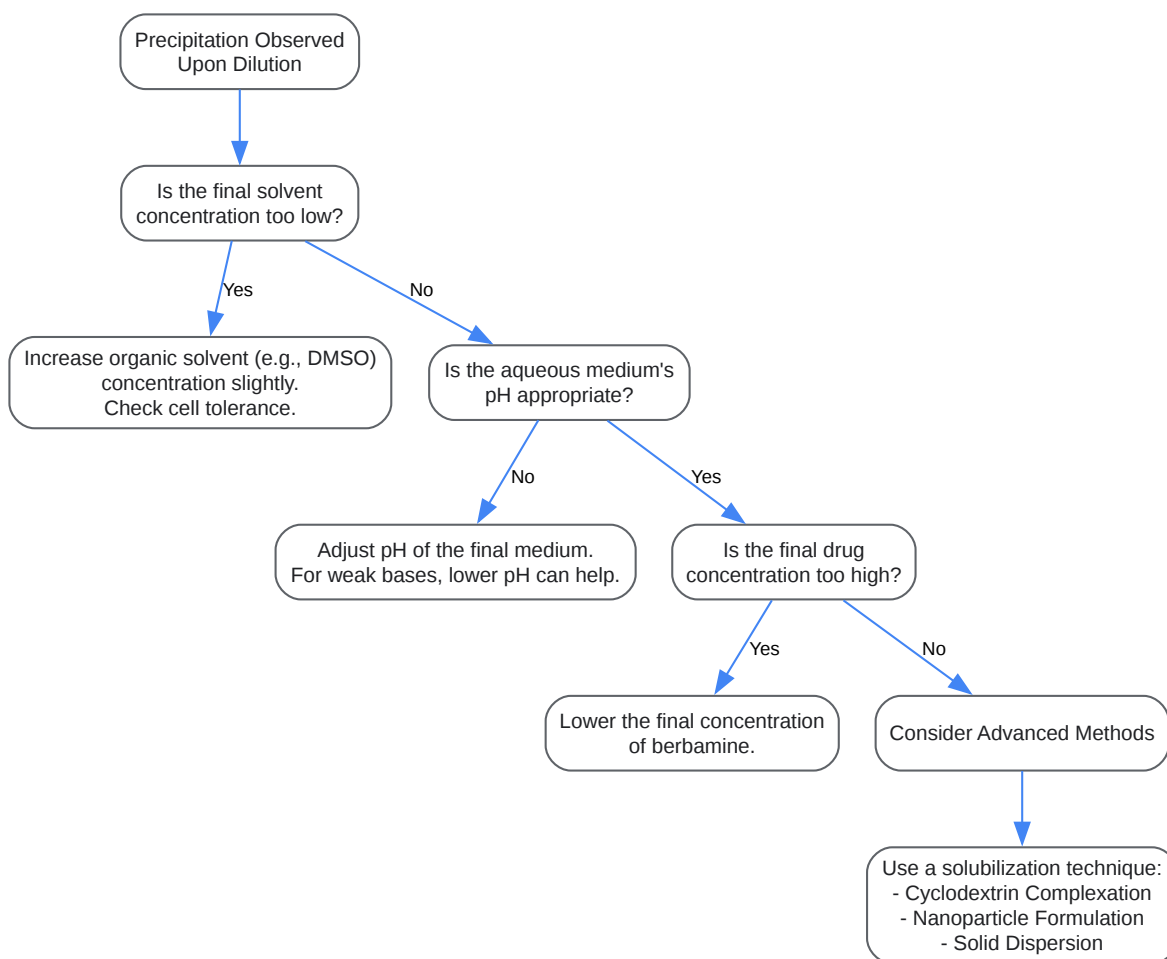 Precipitation Observed
Upon Dilution
Is the final solvent
concentration too low?
Yes
No
Increase organic solvent (e.g., DMSO)
concentration slightly.
Check cell tolerance.
Is the aqueous medium's
pH appropriate?
No
Yes
Adjust pH of the final medium.
For weak bases, lower pH can help.
Is the final drug
concentration too high?
Yes
No
Lower the final concentration
of berbamine.
Consider Advanced Methods
Use a solubilization technique:
- Cyclodextrin Complexation
- Nanoparticle Formulation
- Solid Dispersion